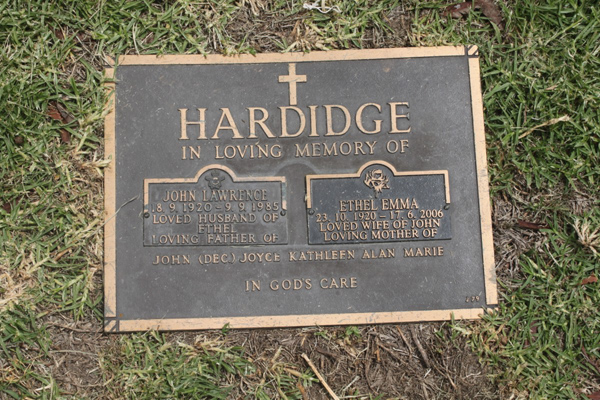 HARDIDGE
IN LOVING MEMORY OF
JOHN LAWRENCE
18.9.1920-9.9.1985
LOVED HUSBAND OF
ETHEL
LOVING FATHER OF
ETHEL EMMA
23.10.1920-17.6.2006
LOVED WIFE OF JOHN
LOVING MOTHER OF
JOHN (DEC) JOYCE KATHLEEN ALAN MARIE
IN GOD'S CARE